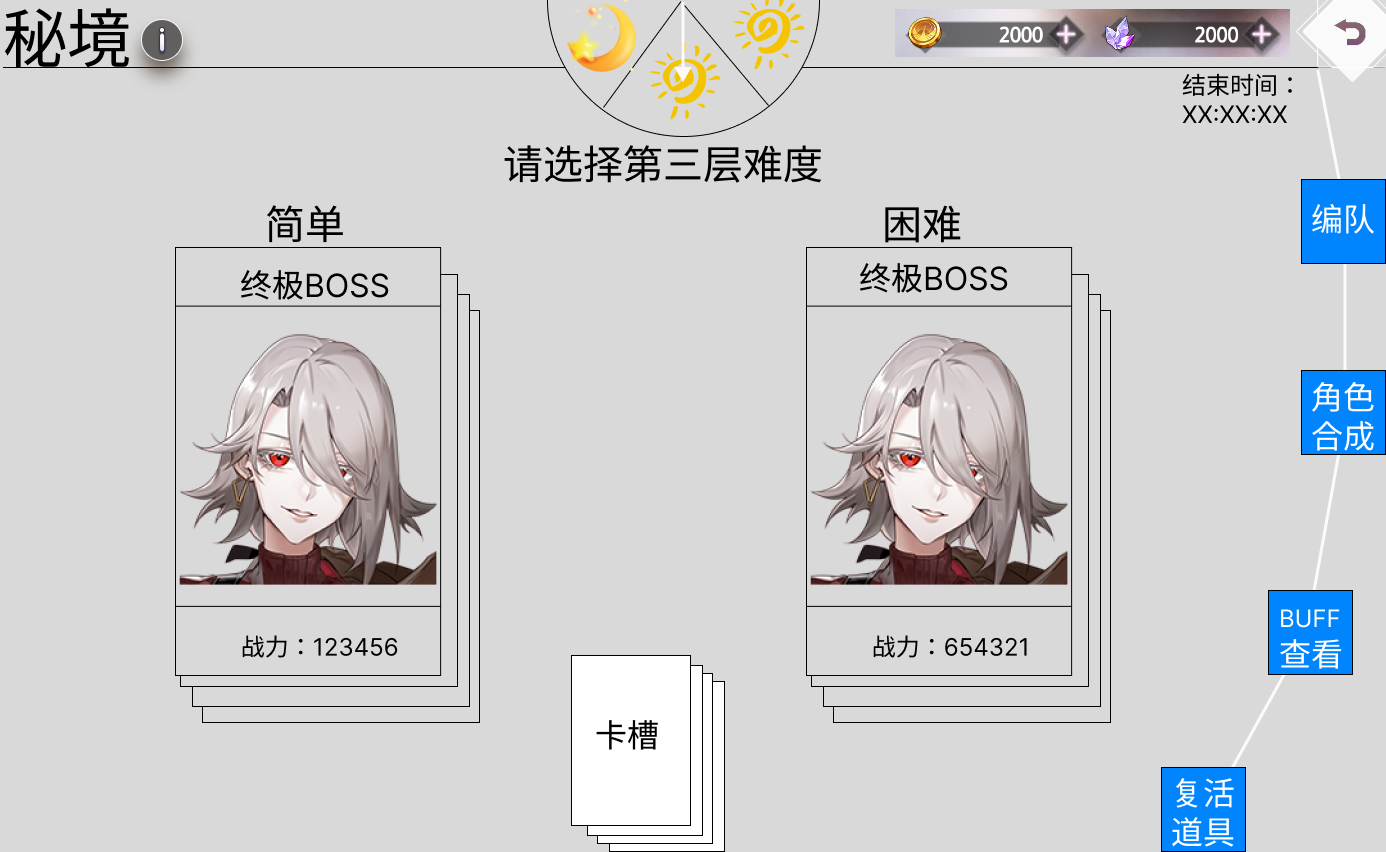 秘境
i
2000
2000
结束时间：
XX:XX:XX
请选择第三层难度
简单
困难
终极BOSS
终极BOSS
编队
角色
合成
BUFF
查看
战力：123456
战力：654321
卡槽
复活
道具